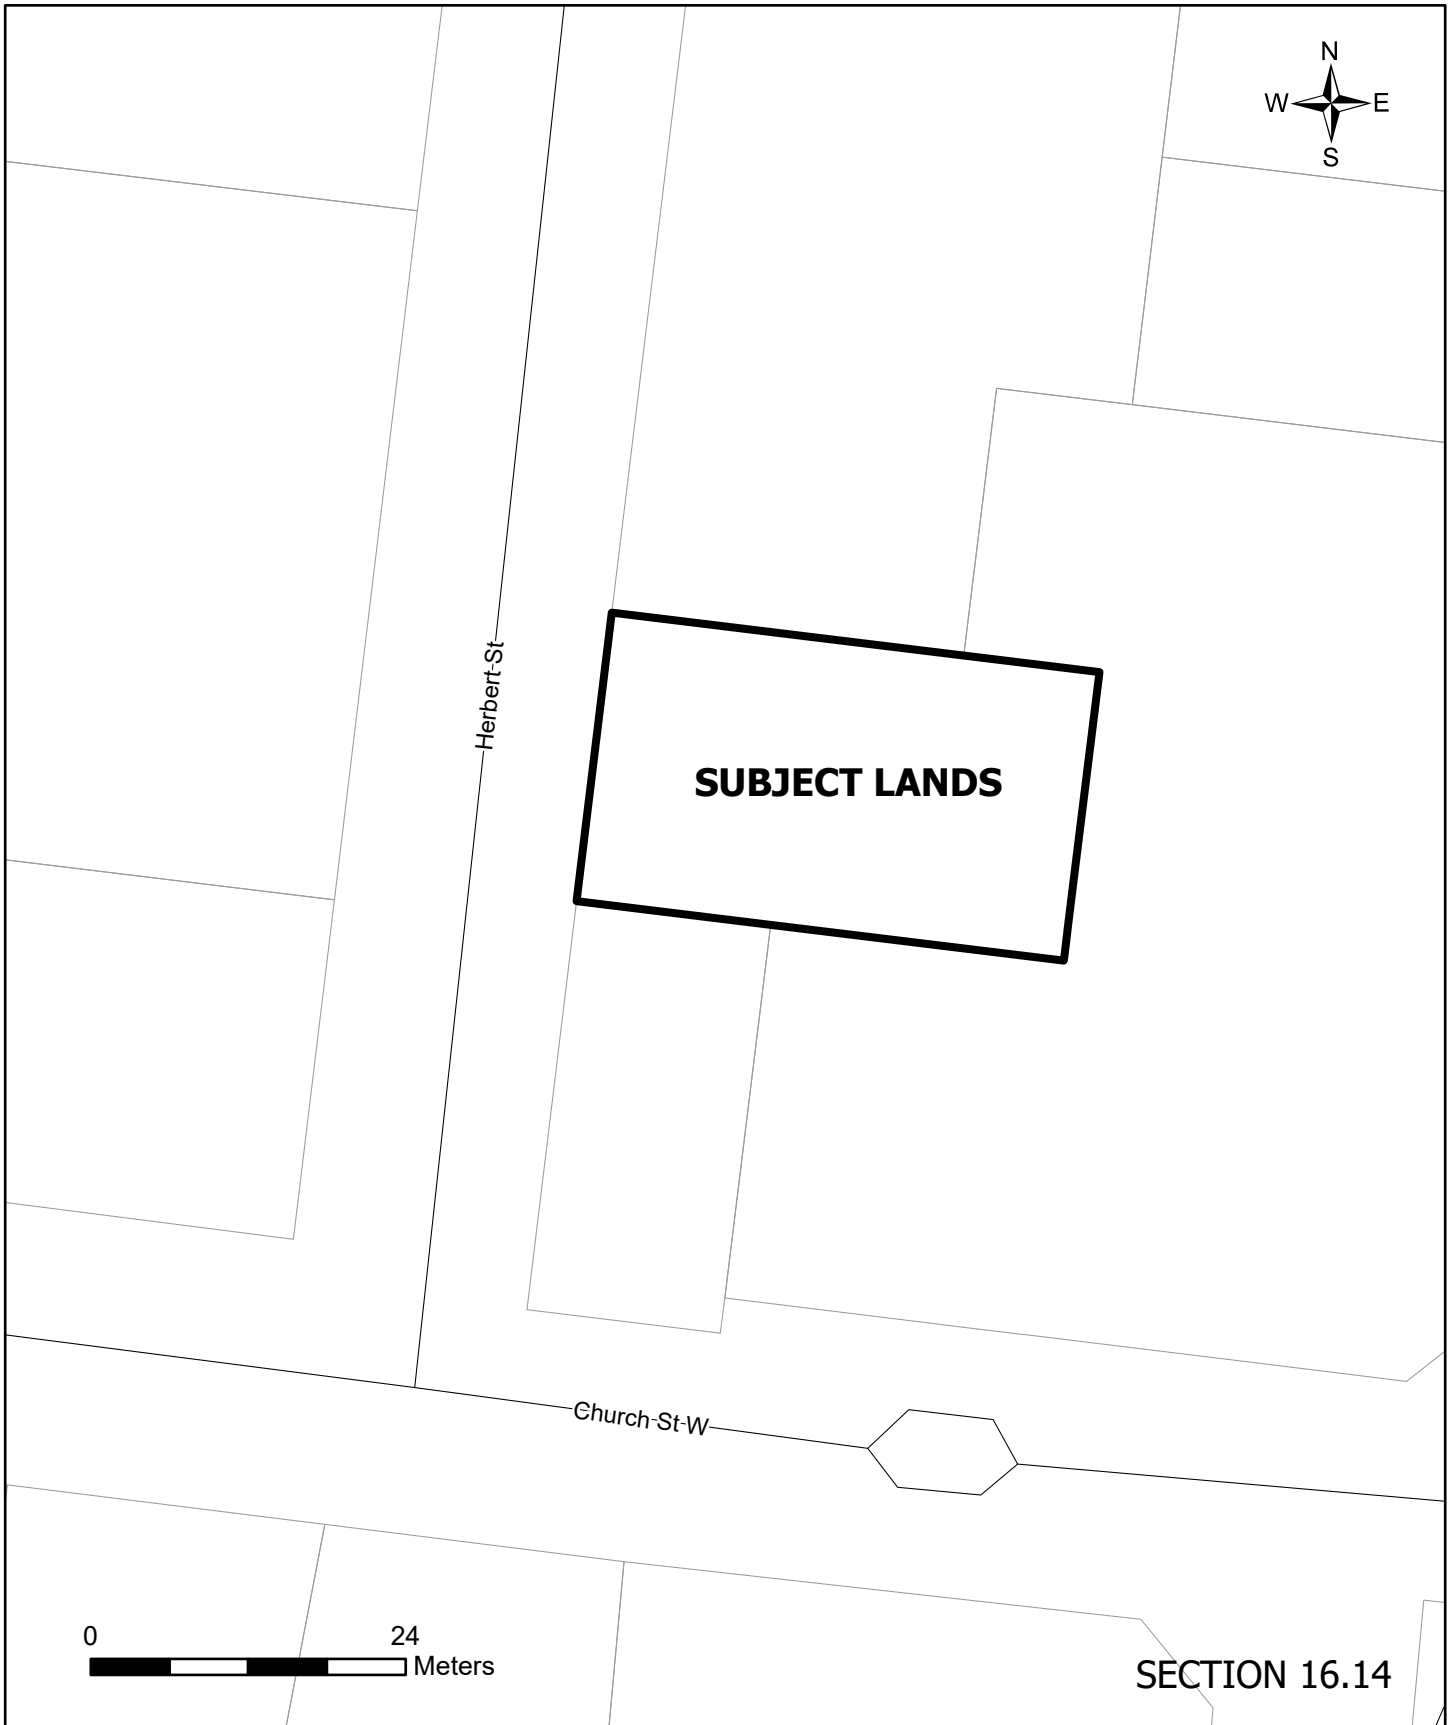 N
W E
S
Herbert St
SUBJECT LANDS
Church St W
0 24
Meters
SECTION 16.14